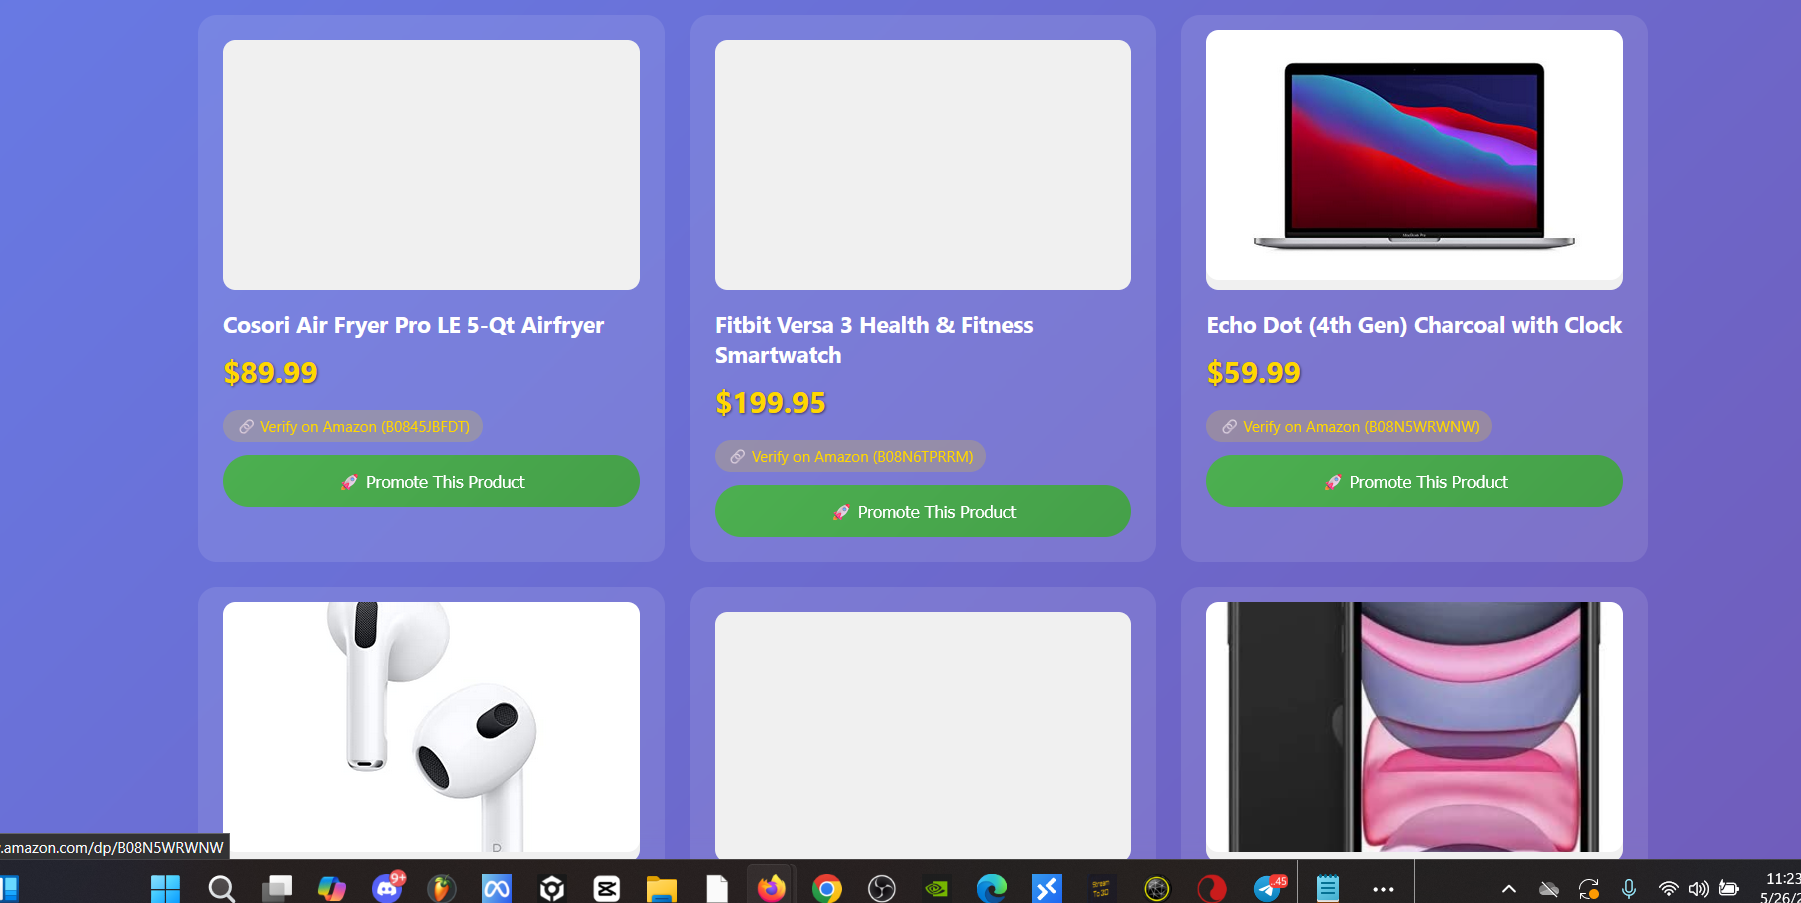 Cosori Air Fryer Pro LE 5-Qt Airfryer
$89.99
🔗 Verify on Amazon (B0845JBFDT)
🚀 Promote This Product
Fitbit Versa 3 Health & Fitness
Smartwatch
$199.95
🔗 Verify on Amazon (B08N6TPRRM)
🚀 Promote This Product
MacBook Pro
Echo Dot (4th Gen) Charcoal with Clock
$59.99
🔗 Verify on Amazon (B08N5WRWNW)
🚀 Promote This Product
.amazon.com/dp/B08N5WRWNW
9+
.45
11:23
5/26/2